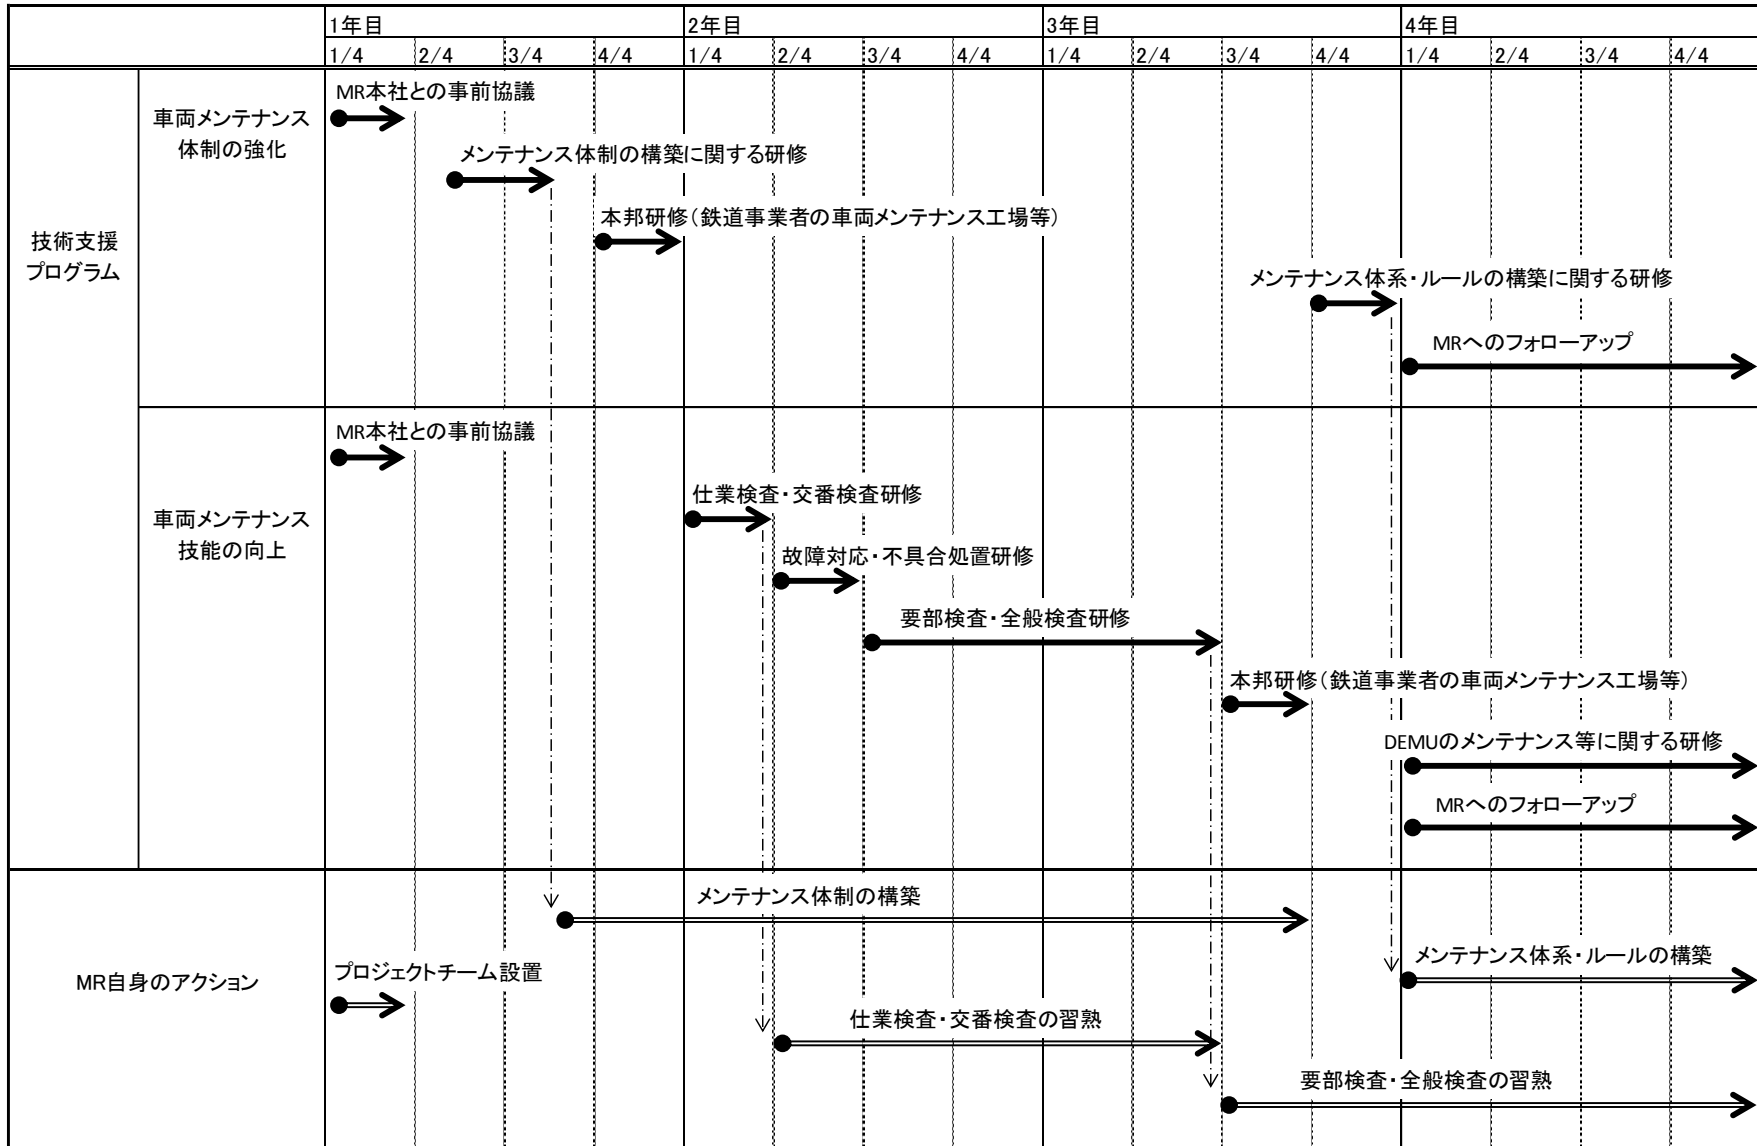 1年目 2年目 3年目 4年目
1/4 2/4 3/4 4/4 1/4 2/4 3/4 4/4 1/4 2/4 3/4 4/4 1/4 2/4 3/4 4/4
技術支援
プログラム
車両メンテナンス
体制の強化
MR本社との事前協議
メンテナンス体制の構築に関する研修
本邦研修（鉄道事業者の車両メンテナンス工場等）
メンテナンス体系・ルールの構築に関する研修
MRへのフォローアップ
車両メンテナンス
技能の向上
MR本社との事前協議
仕業検査・交番検査研修
故障対応・不具合処置研修
要部検査・全般検査研修
本邦研修（鉄道事業者の車両メンテナンス工場等）
DEMUのメンテナンス等に関する研修
MRへのフォローアップ
MR自身のアクション
メンテナンス体制の構築
メンテナンス体系・ルールの構築
プロジェクトチーム設置
仕業検査・交番検査の習熟
要部検査・全般検査の習熟